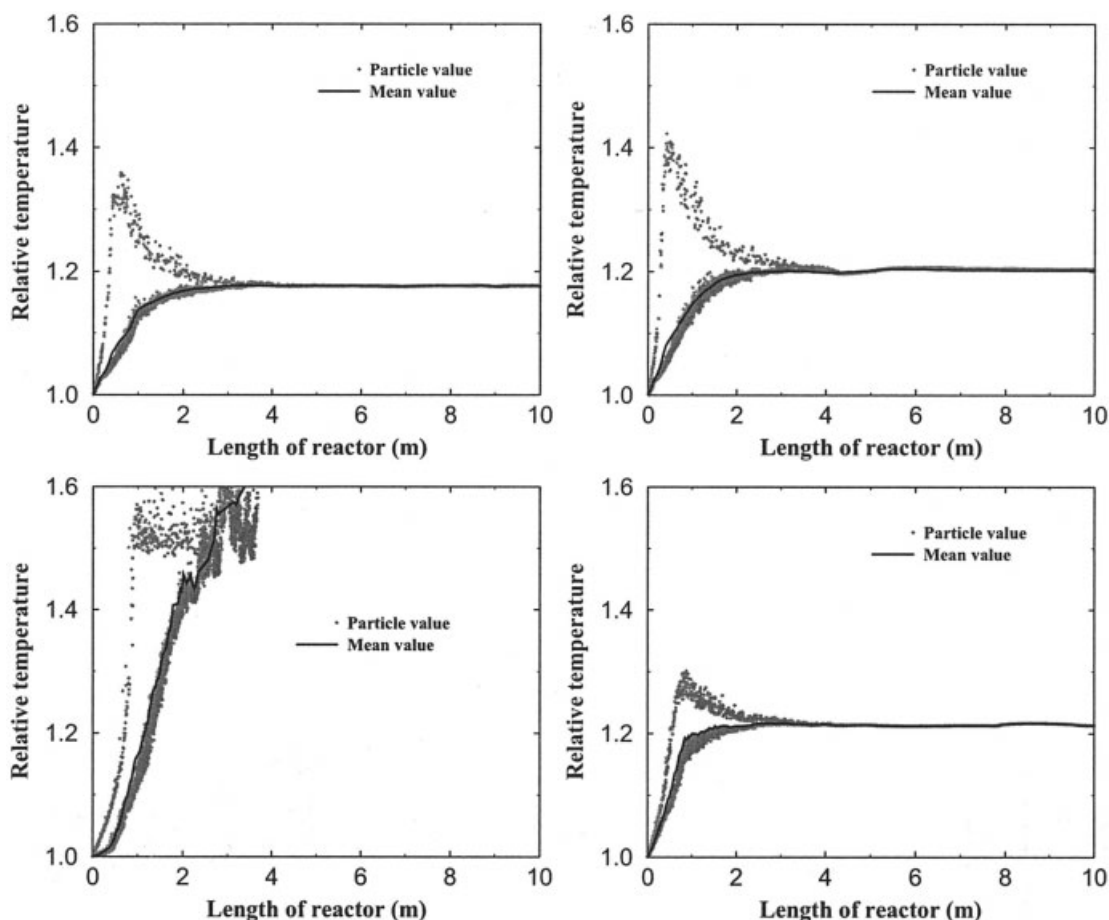 1.6
Particle value
Mean value
1.4
1.2
1.0
0 2 4 6 8 10
Relative temperature
Length of reactor (m)
1.6
Particle value
Mean value
1.4
1.2
1.0
0 2 4 6 8 10
Relative temperature
Length of reactor (m)
1.6
1.4
Particle value
Mean value
1.2
1.0
0 2 4 6 8 10
Relative temperature
Length of reactor (m)
1.6
Particle value
Mean value
1.4
1.2
1.0
0 2 4 6 8 10
Relative temperature
Length of reactor (m)